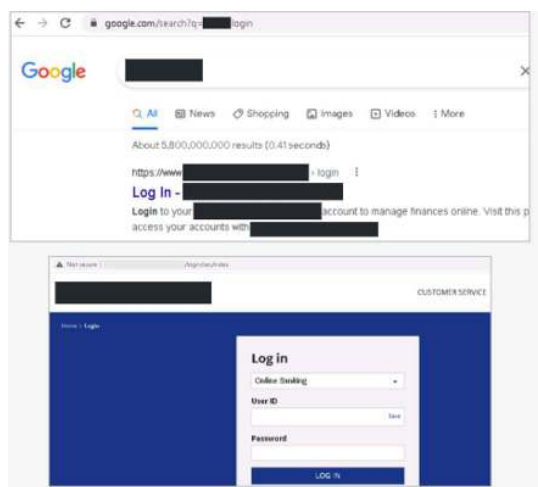 google.com/search?q= login
Google
All News Shopping Images Videos More
About 5,800,000,000 results (0.41 seconds)
https://www › login
Log In -
Login to your account to manage finances online. Visit this p
access your accounts with
Not secure
CUSTOMER SERVICE
Home > Login
Log in
Online Banking
User ID
Save
Password
LOG IN